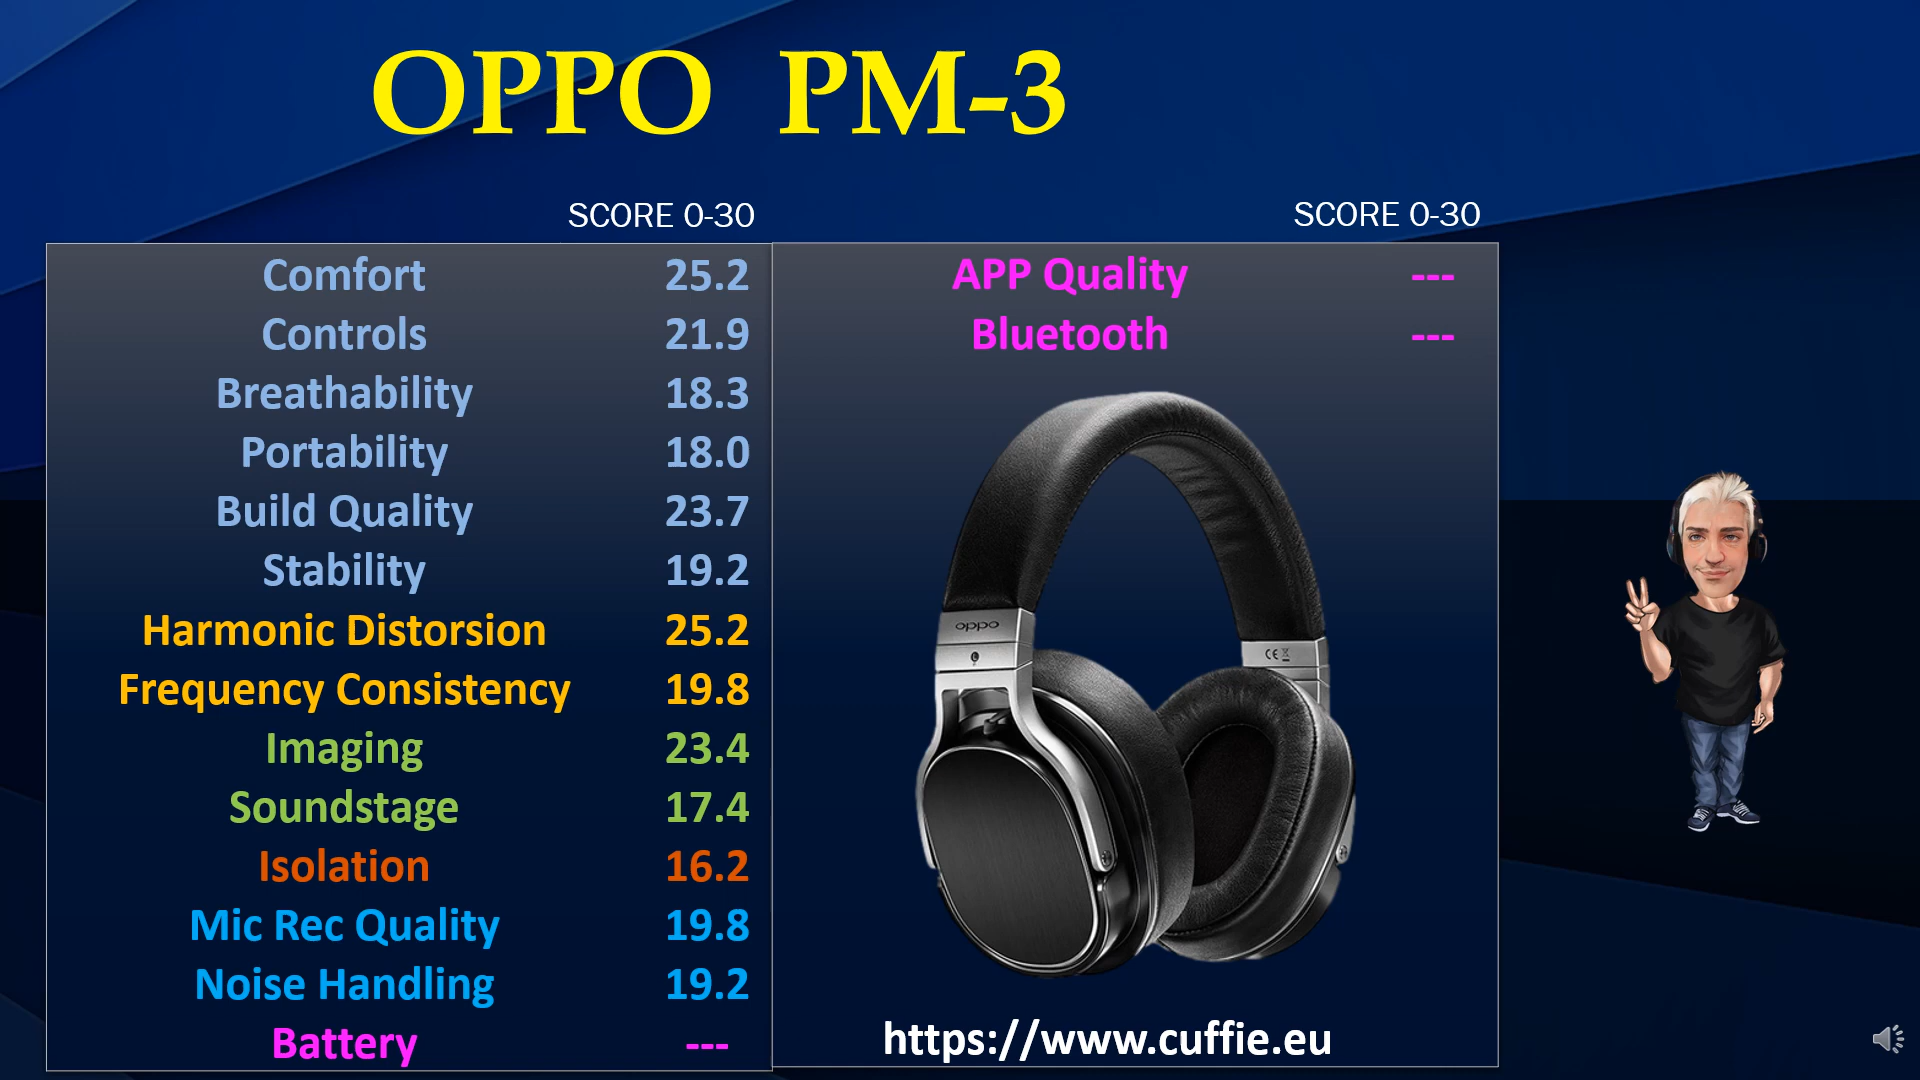 OPPO PM-3
SCORE 0-30
SCORE 0-30
Comfort 25.2
Controls 21.9
Breathability 18.3
Portability 18.0
Build Quality 23.7
Stability 19.2
Harmonic Distorsion 25.2
Frequency Consistency 19.8
Imaging 23.4
Soundstage 17.4
Isolation 16.2
Mic Rec Quality 19.8
Noise Handling 19.2
Battery ---
APP Quality ---
Bluetooth ---
oppo
L
CE
https://www.cuffie.eu